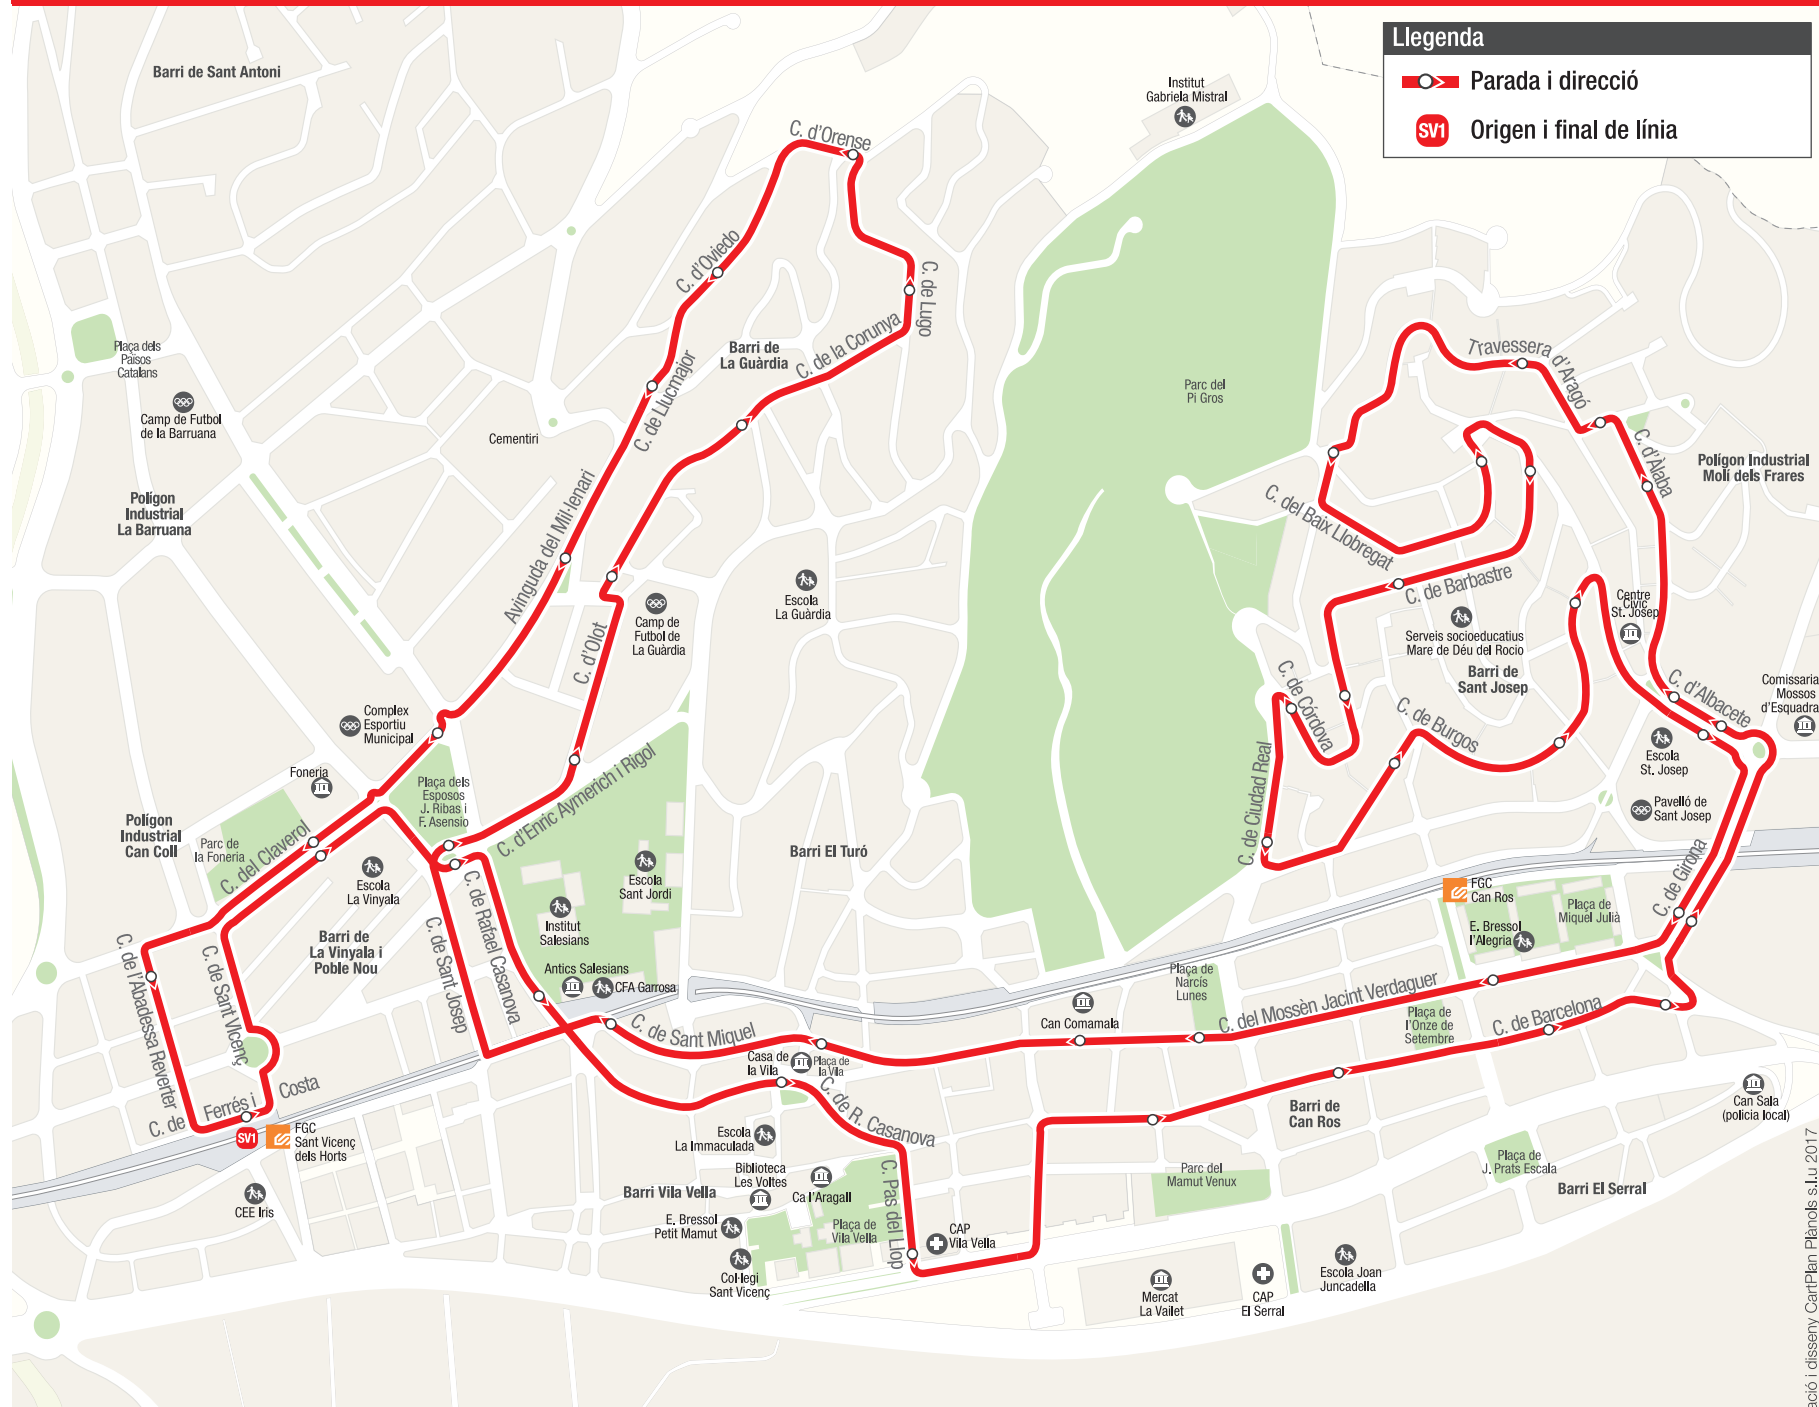 Llegenda
Parada i direcció
SV1
Origen i final de línia
Barri de Sant Antoni
Institut
Gabriela Mistral
C. d'Orense
C. d'Oviedo
C. de Lugo
C. de la Corunya
Barri de
La Guàrdia
C. de Llucmajor
Plaça dels
Països
Catalans
Camp de Futbol
de la Barruana
Cementiri
Polígon
Industrial
La Barruana
Avinguda del Mil·lenari
Parc del
Pi Gros
Travessera d'Aragó
C. d'Àlaba
Polígon Industrial
Molí dels Frares
C. del Baix Llobregat
C. de Barbastre
Escola
La Guàrdia
Camp de
Futbol de
La Guàrdia
C. d'Olot
Centre
Cívic
St. Josep
Serveis socioeducatius
Mare de Déu del Rocio
Barri de
Sant Josep
C. de Córdova
C. de Burgos
C. d'Albacete
Comissaria
Mossos
d'Esquadra
Escola
St. Josep
Pavelló de
Sant Josep
C. de Ciudad Real
Complex
Esportiu
Municipal
Foneria
Plaça dels
Esposos
J. Ribas i
F. Asensio
C. d'Enric Aymerich i Rigol
Polígon
Industrial
Can Coll
Parc de
la Foneria
C. del Claverol
Escola
La Vinyala
Barri El Turó
Escola
Sant Jordi
Institut
Salesians
Barri de
La Vinyala i
Poble Nou
C. de l'Abadessa Reverter
C. de Sant Vicenç
C. de Sant Josep
C. de Rafael Casanova
Antics Salesians
CFA Garrosa
FGC
Can Ros
Plaça de
Miquel Julià
E. Bressol
l'Alegria
C. de Girona
Plaça de
Narcís
Lunes
Can Comamala
C. del Mossèn Jacint Verdaguer
Plaça de
l'Onze de
Setembre
C. de Barcelona
C. de Sant Miquel
Casa de
la Vila
Plaça de
la Vila
C. de R. Casanova
C. de Ferrés i Costa
SV1
FGC
Sant Vicenç
dels Horts
CEE Iris
Escola
La Immaculada
Biblioteca
Les Voltes
Barri Vila Vella
Ca l'Aragall
E. Bressol
Petit Mamut
Plaça de
Vila Vella
Col·legi
Sant Vicenç
C. Pas del Llop
CAP
Vila Vella
Barri de
Can Ros
Parc del
Mamut Venux
Can Sala
(policia local)
Plaça de
J. Prats Escala
Barri El Serral
Mercat
La Vailet
CAP
El Serral
Escola Joan
Juncadella
ació i disseny CartPlan Plànols s.l.u 2017